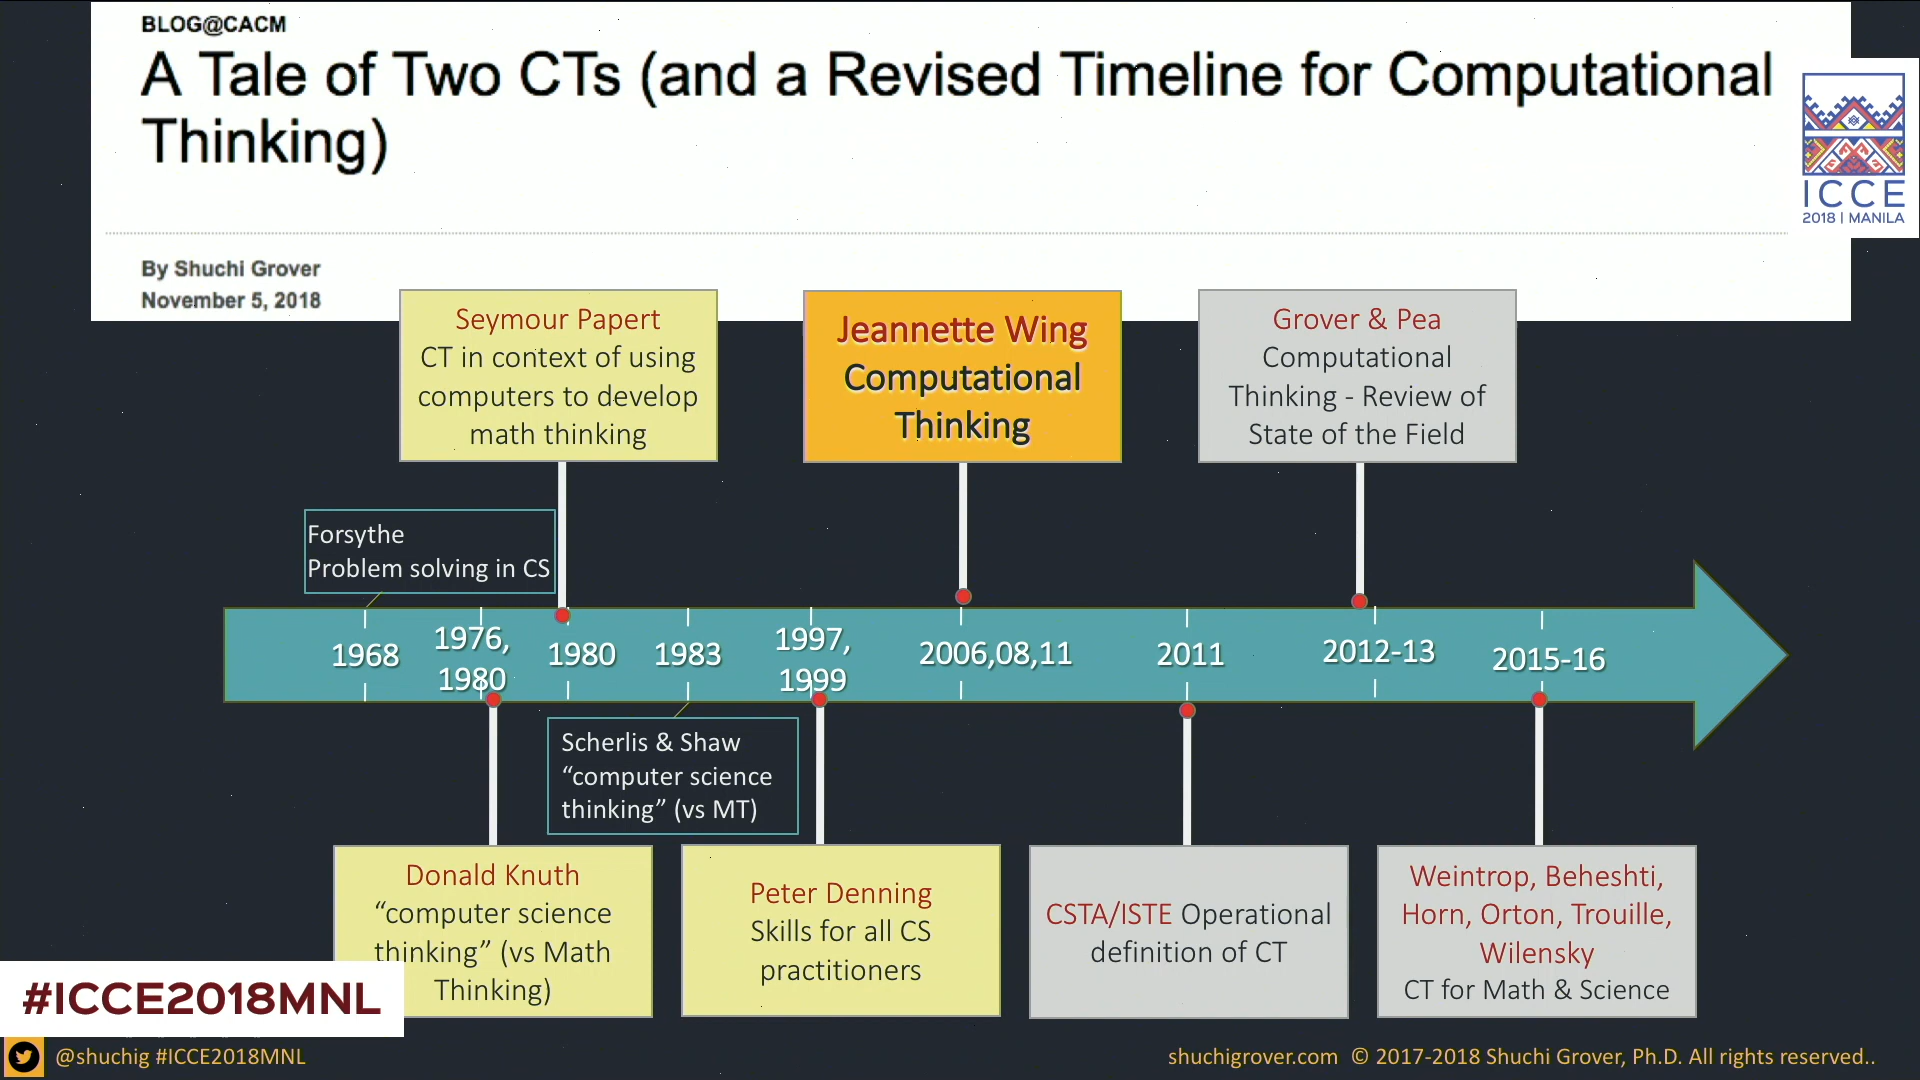 BLOG@CACM
A Tale of Two CTs (and a Revised Timeline for Computational
Thinking)
ICCE
2018 | MANILA
By Shuchi Grover
November 5, 2018
Seymour Papert
CT in context of using
computers to develop
math thinking
Jeannette Wing
Computational
Thinking
Grover & Pea
Computational
Thinking - Review of
State of the Field
Forsythe
Problem solving in CS
1968
1976,
1980
1980
1983
1997,
1999
2006,08,11
2011
2012-13
2015-16
Scherlis & Shaw
“computer science
thinking” (vs MT)
Donald Knuth
“computer science
thinking” (vs Math
Thinking)
Peter Denning
Skills for all CS
practitioners
CSTA/ISTE Operational
definition of CT
Weintrop, Beheshti,
Horn, Orton, Trouille,
Wilensky
CT for Math & Science
#ICCE2018MNL
@shuchig #ICCE2018MNL
shuchigrover.com © 2017-2018 Shuchi Grover, Ph.D. All rights reserved..